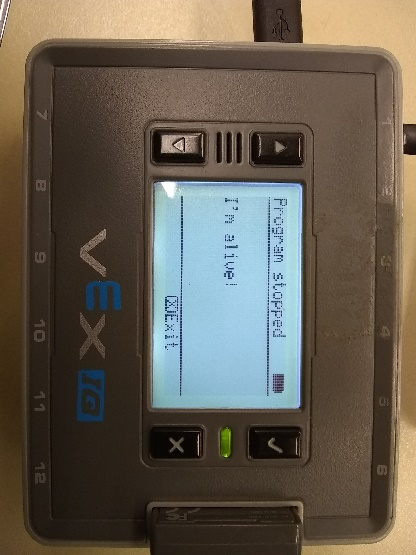 1 2 3 4 5 6
Program stopped
I'm alive!
(X)Exit
VEX IQ
7 8 9 10 11 12